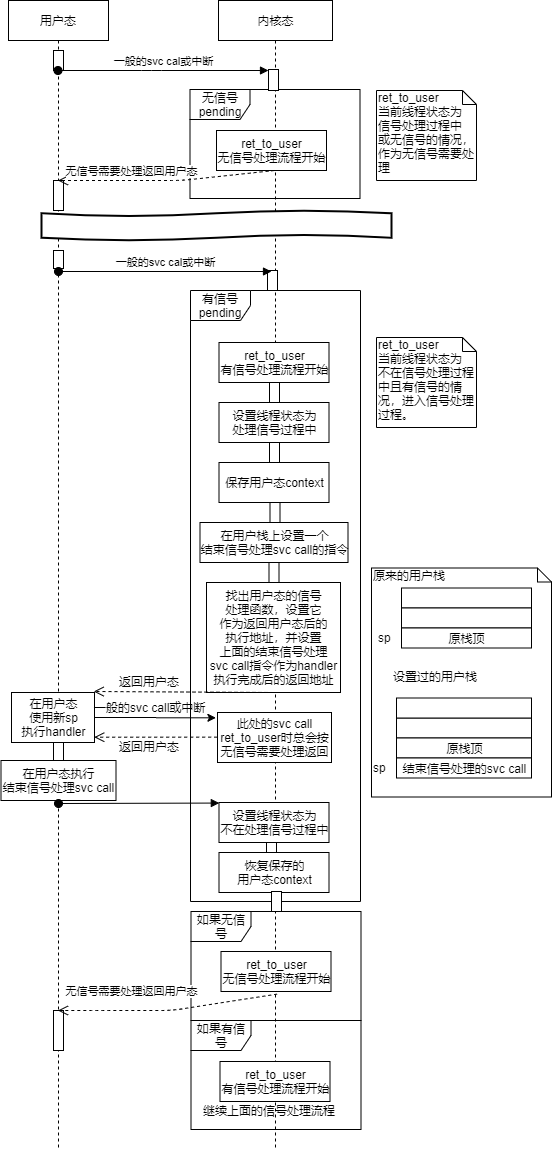 用户态
内核态
一般的svc cal或中断
无信号
pending
ret_to_user
当前线程状态为
信号处理过程中
或无信号的情况,
作为无信号需要处
理
ret_to_user
无信号处理流程开始
无信号需要处理返回用户态
一般的svc cal或中断
有信号
pending
ret_to_user
有信号处理流程开始
ret_to_user
当前线程状态为
不在信号处理过程
中且有信号的情
况，进入信号处理
过程。
设置线程状态为
处理信号过程中
保存用户态context
在用户栈上设置一个
结束信号处理svc call的指令
原来的用户栈
sp
原栈顶
找出用户态的信号
处理函数，设置它
作为返回用户态后的
执行地址，并设置
上面的结束信号处理
svc call指令作为handler
执行完成后的返回地址
设置过的用户栈
返回用户态
在用户态
使用新sp
执行handler
一般的svc call或中断
此处的svc call
ret_to_user时总会按
无信号需要处理返回
返回用户态
原栈顶
sp
结束信号处理的svc call
在用户态执行
结束信号处理svc call
设置线程状态为
不在处理信号过程中
恢复保存的
用户态context
如果无信
号
ret_to_user
无信号处理流程开始
无信号需要处理返回用户态
如果有信
号
ret_to_user
有信号处理流程开始
继续上面的信号处理流程